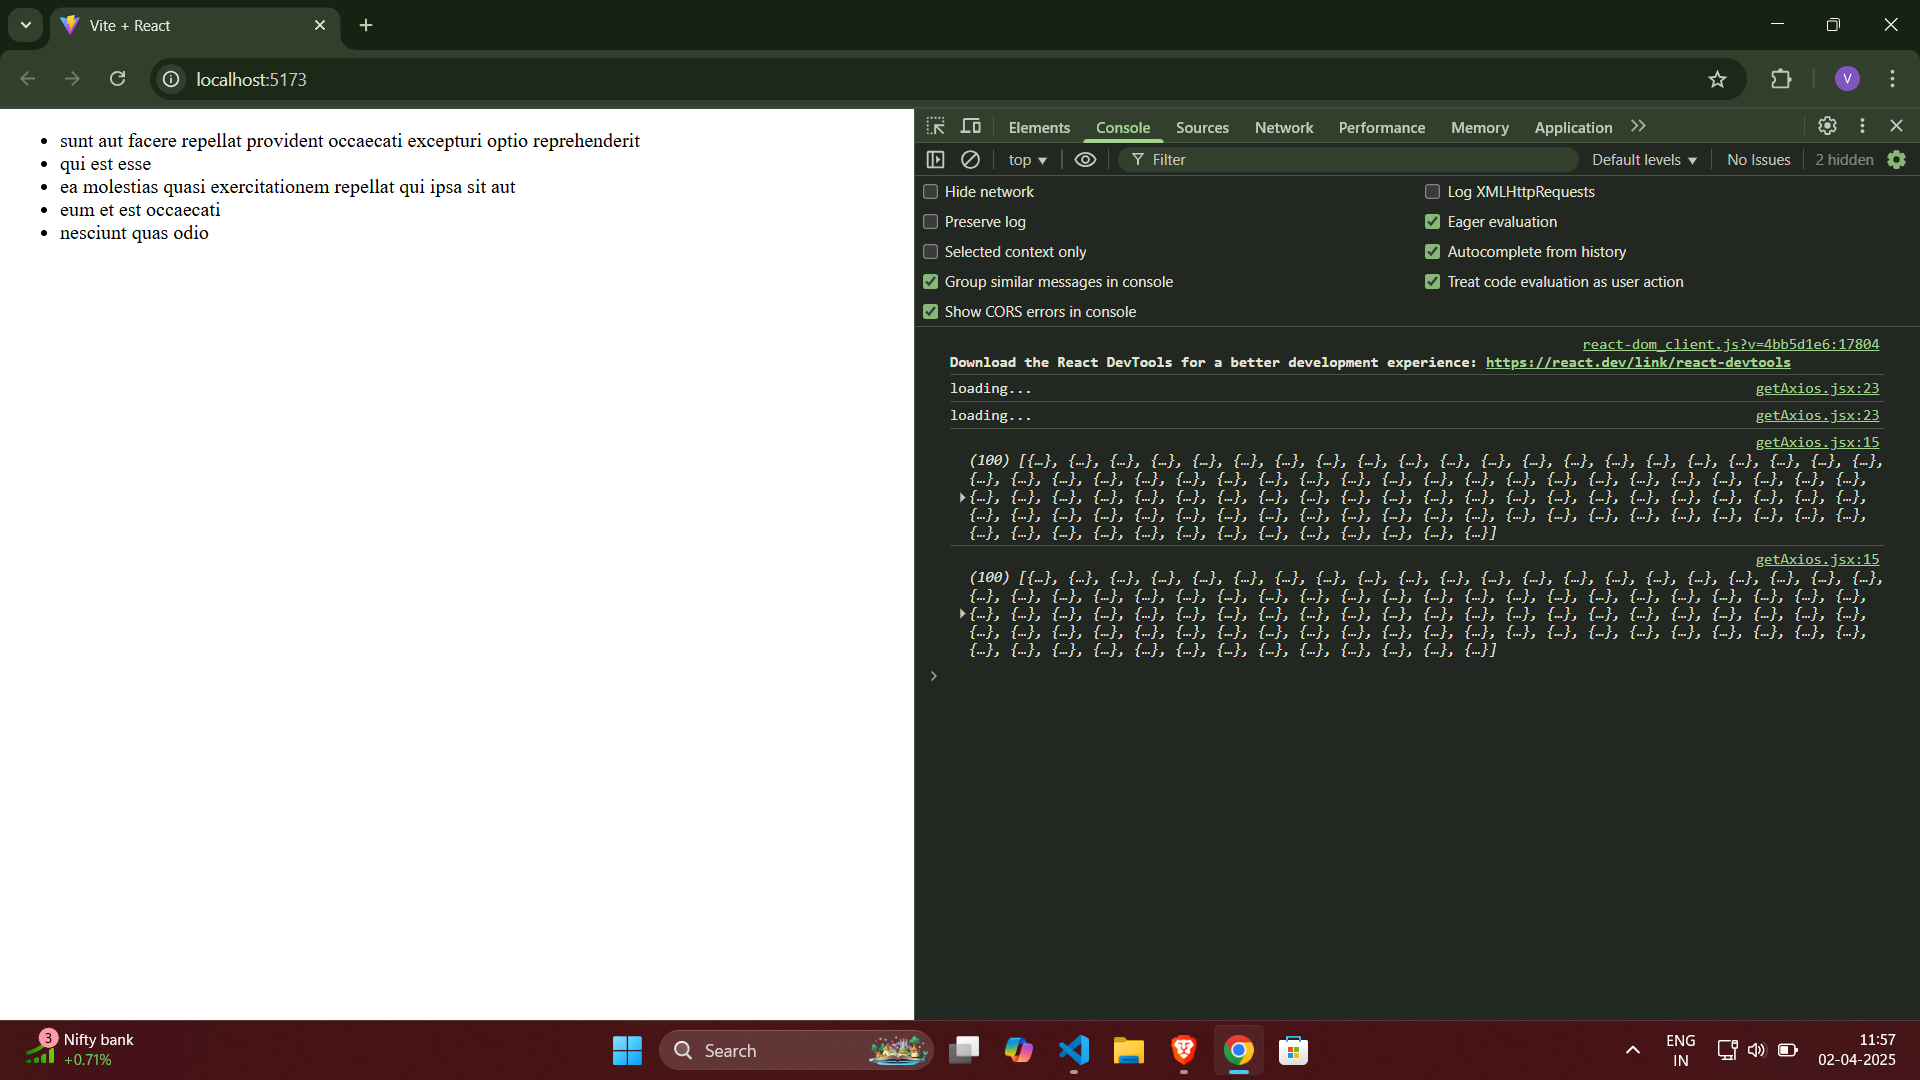 Vite + React
localhost:5173
V
sunt aut facere repellat provident occaecati excepturi optio reprehenderit
qui est esse
ea molestias quasi exercitationem repellat qui ipsa sit aut
eum et est occaecati
nesciunt quas odio
Elements Console Sources Network Performance Memory Application
top Filter Default levels No Issues 2 hidden
Hide network Log XMLHttpRequests
Preserve log Eager evaluation
Selected context only Autocomplete from history
Group similar messages in console Treat code evaluation as user action
Show CORS errors in console
react-dom_client.js?v=4bb5d1e6:17804
Download the React DevTools for a better development experience: https://react.dev/link/react-devtools
loading... getAxios.jsx:23
loading... getAxios.jsx:23
getAxios.jsx:15
(100) [{…}, {…}, {…}, {…}, {…}, {…}, {…}, {…}, {…}, {…}, {…}, {…}, {…}, {…}, {…}, {…}, {…}, {…}, {…}, {…}, {…},
{…}, {…}, {…}, {…}, {…}, {…}, {…}, {…}, {…}, {…}, {…}, {…}, {…}, {…}, {…}, {…}, {…}, {…}, {…}, {…}, {…}, {…},
{…}, {…}, {…}, {…}, {…}, {…}, {…}, {…}, {…}, {…}, {…}, {…}, {…}, {…}, {…}, {…}, {…}, {…}, {…}, {…}, {…}, {…},
{…}, {…}, {…}, {…}, {…}, {…}, {…}, {…}, {…}, {…}, {…}, {…}, {…}, {…}, {…}, {…}, {…}, {…}, {…}, {…}, {…}, {…},
{…}, {…}, {…}, {…}, {…}, {…}, {…}, {…}, {…}, {…}, {…}, {…}, {…}]
getAxios.jsx:15
(100) [{…}, {…}, {…}, {…}, {…}, {…}, {…}, {…}, {…}, {…}, {…}, {…}, {…}, {…}, {…}, {…}, {…}, {…}, {…}, {…}, {…},
{…}, {…}, {…}, {…}, {…}, {…}, {…}, {…}, {…}, {…}, {…}, {…}, {…}, {…}, {…}, {…}, {…}, {…}, {…}, {…}, {…}, {…},
{…}, {…}, {…}, {…}, {…}, {…}, {…}, {…}, {…}, {…}, {…}, {…}, {…}, {…}, {…}, {…}, {…}, {…}, {…}, {…}, {…}, {…},
{…}, {…}, {…}, {…}, {…}, {…}, {…}, {…}, {…}, {…}, {…}, {…}, {…}, {…}, {…}, {…}, {…}, {…}, {…}, {…}, {…}, {…},
{…}, {…}, {…}, {…}, {…}, {…}, {…}, {…}, {…}, {…}, {…}, {…}, {…}]
3
Nifty bank
+0.71%
Search
ENG
IN
11:57
02-04-2025